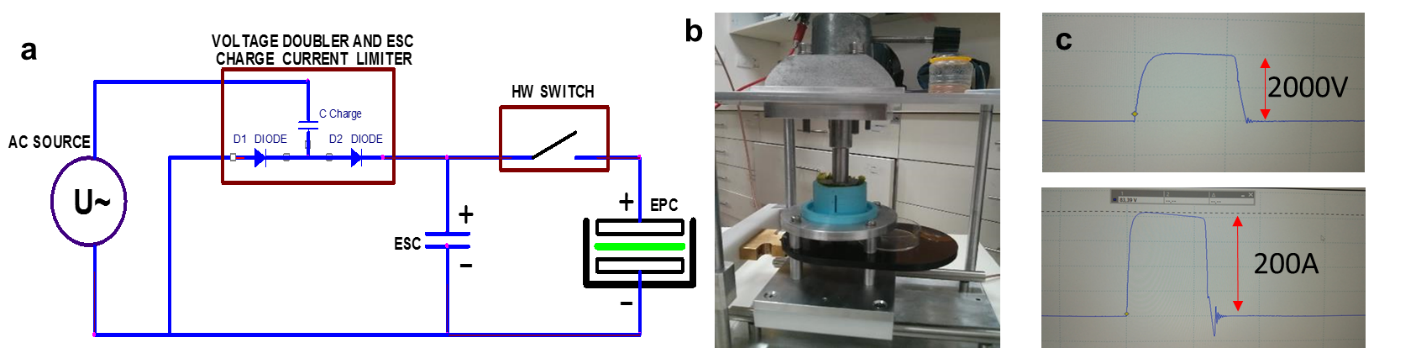 a
VOLTAGE DOUBLER AND ESC
CHARGE CURRENT LIMITER
C Charge
D1 DIODE
D2 DIODE
AC SOURCE
U~
HW SWITCH
+
ESC
−
+
EPC
−
b
c
2000V
200A